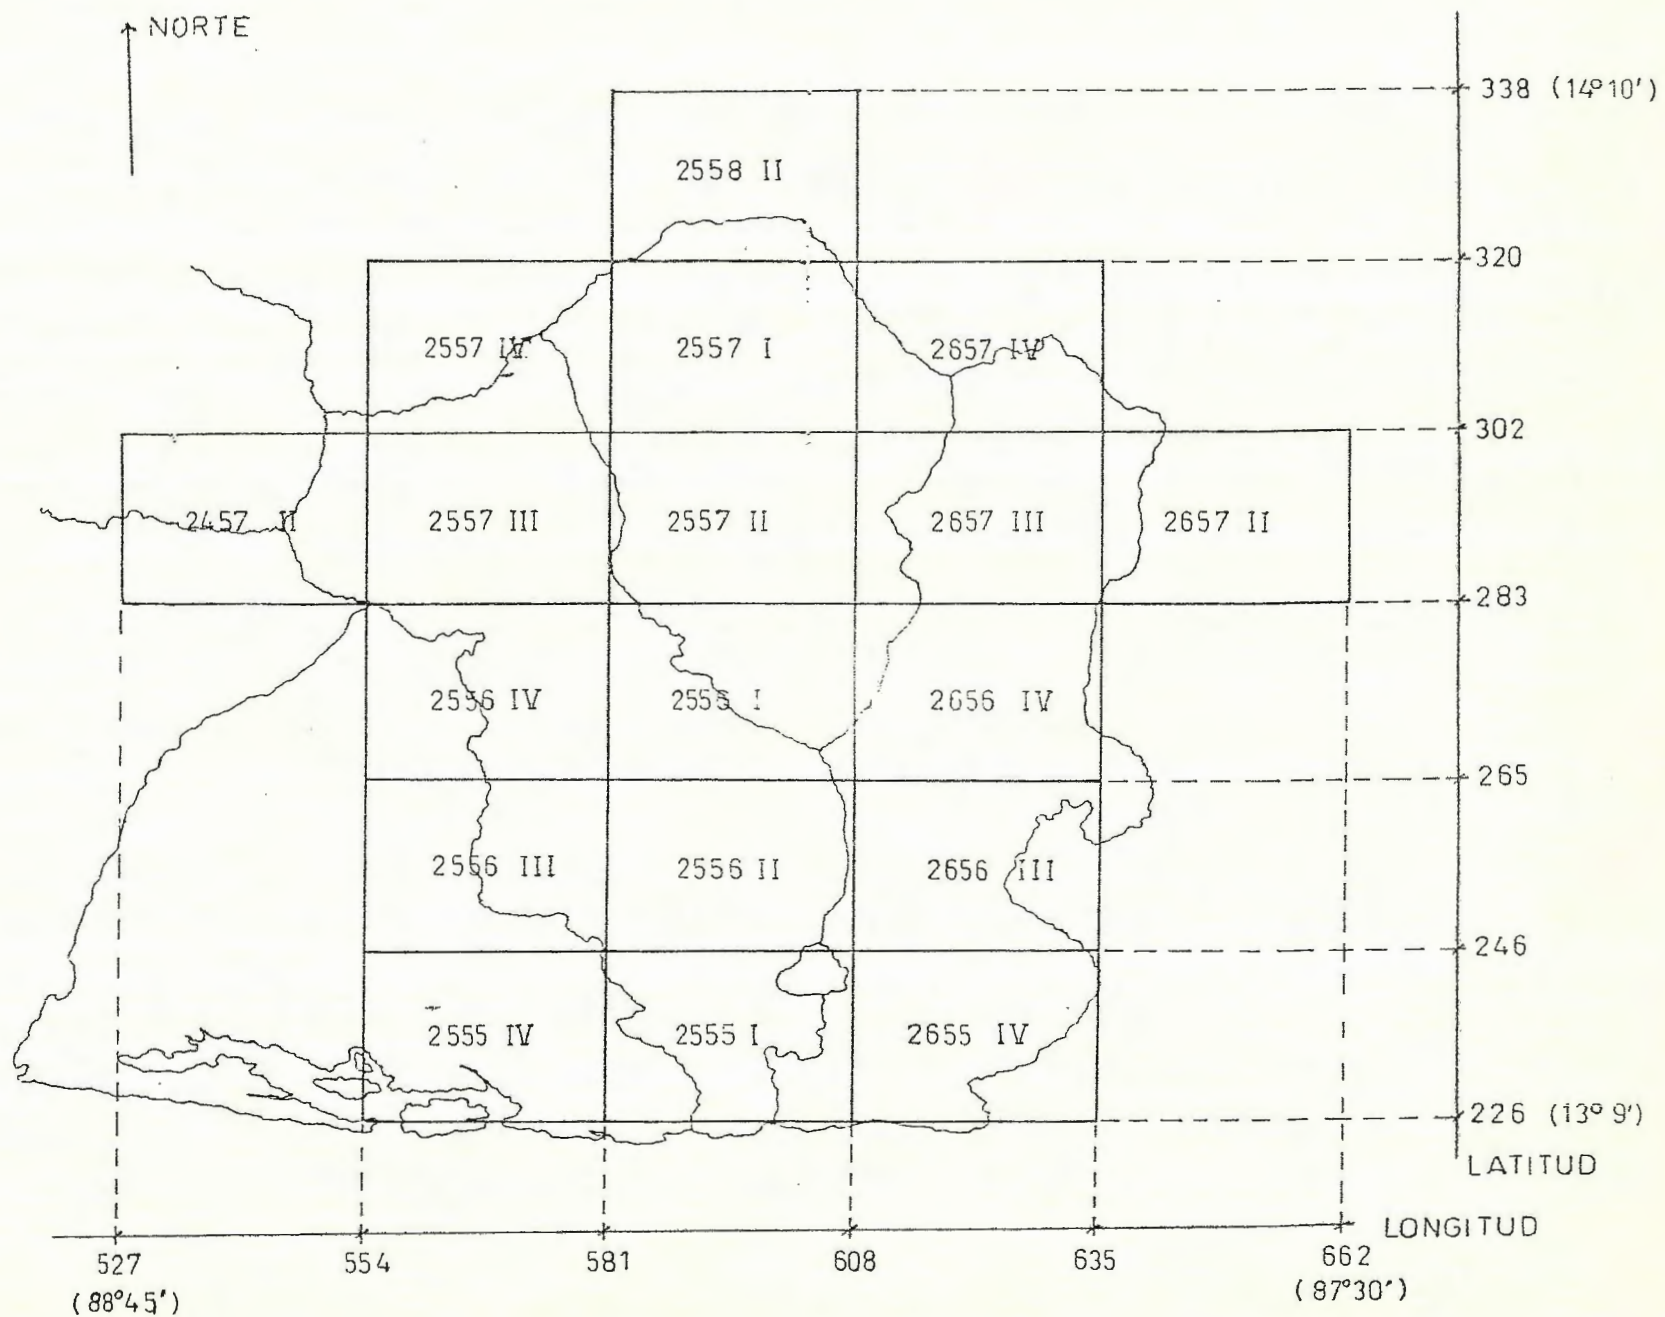 NORTE
338 (14°10')
2558 II
320
2557 IV
2557 I
2657 IV
302
2457 II
2557 III
2557 II
2657 III
2657 II
283
2556 IV
2556 I
2656 IV
265
2556 III
2556 II
2656 III
246
2555 IV
2555 I
2655 IV
226 (13°9')
LATITUD
LONGITUD
527
554
581
608
635
662
(88°45')
(87°30')